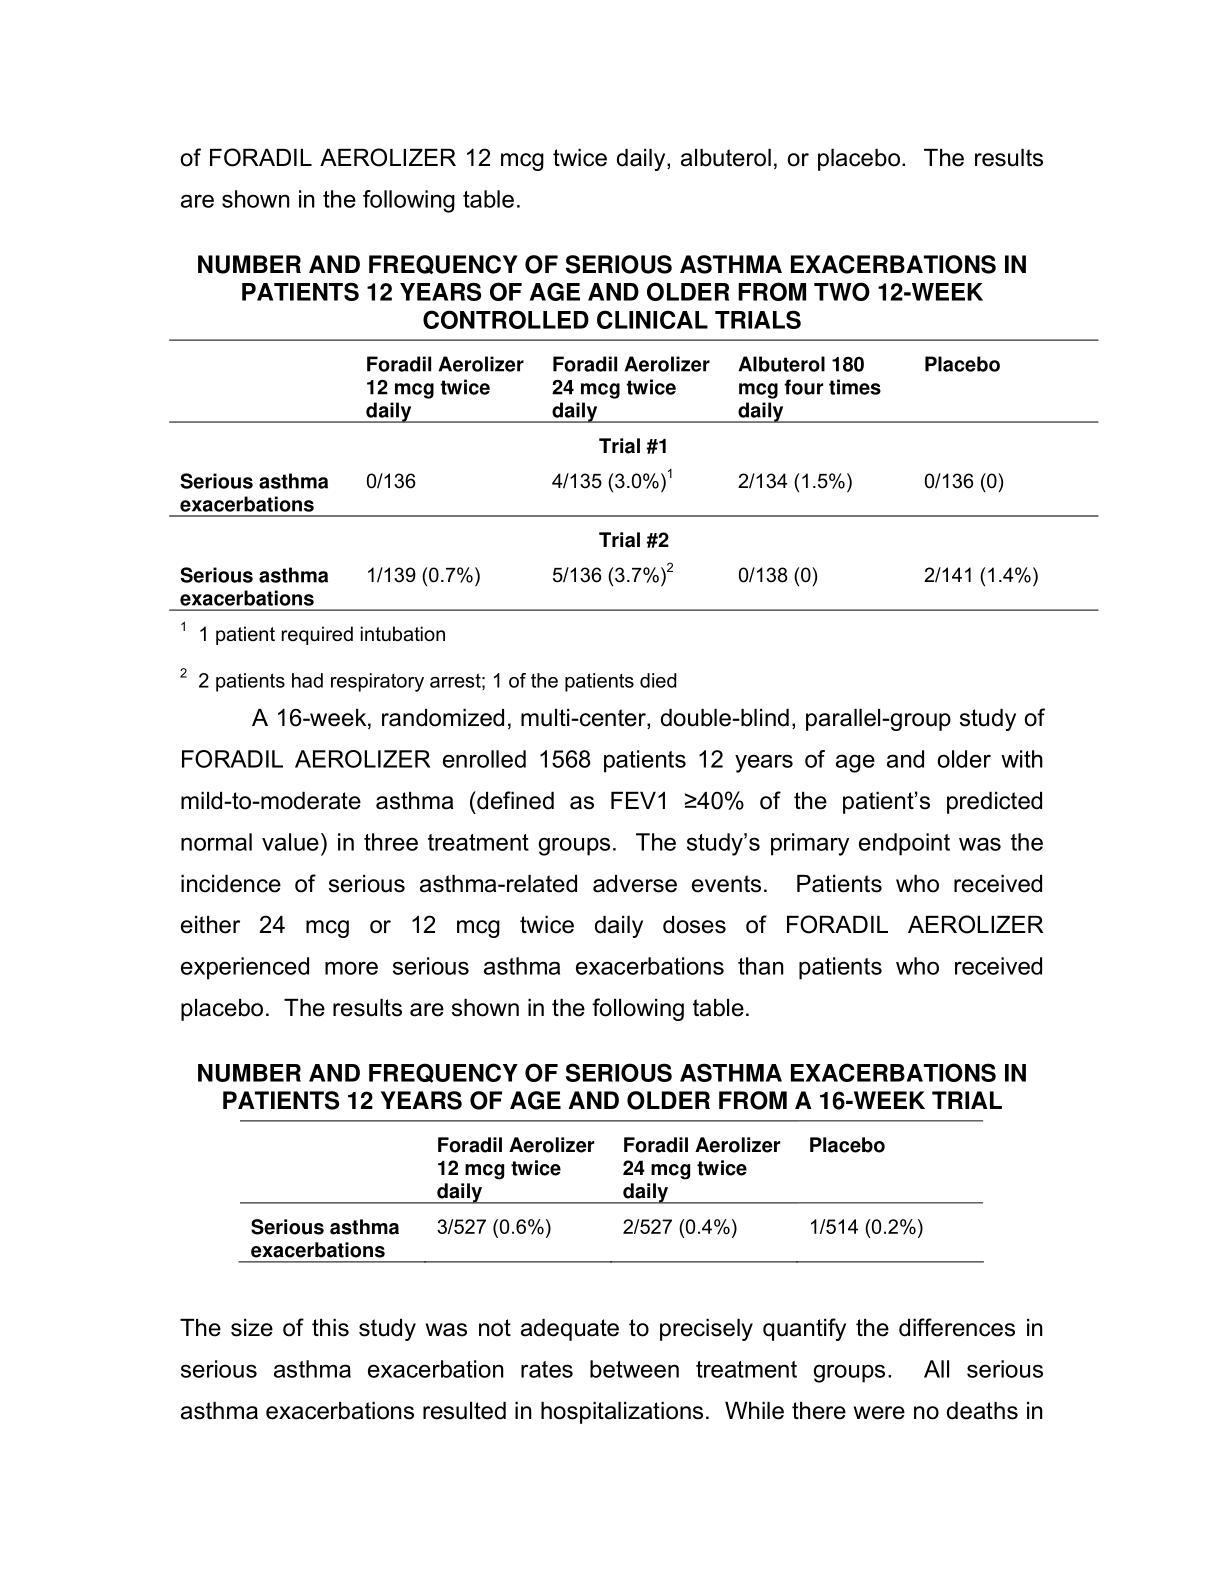 of FORADIL AEROLIZER 12 mcg twice daily, albuterol, or placebo.  The results
are shown in the following table.
NUMBER AND FREQUENCY OF SERIOUS ASTHMA EXACERBATIONS IN
PATIENTS 12 YEARS OF AGE AND OLDER FROM TWO 12-WEEK
CONTROLLED CLINICAL TRIALS
Foradil Aerolizer Foradil Aerolizer Albuterol 180 Placebo
12 mcg twice 24 mcg twice mcg four times
daily daily daily
Trial #1
Serious asthma 0/136 4/135 (3.0%)¹ 2/134 (1.5%) 0/136 (0)
exacerbations
Trial #2
Serious asthma 1/139 (0.7%) 5/136 (3.7%)² 0/138 (0) 2/141 (1.4%)
exacerbations
¹ 1 patient required intubation
² 2 patients had respiratory arrest; 1 of the patients died
A 16-week, randomized, multi-center, double-blind, parallel-group study of
FORADIL AEROLIZER enrolled 1568 patients 12 years of age and older with
mild-to-moderate asthma (defined as FEV1 ≥40% of the patient’s predicted
normal value) in three treatment groups.  The study’s primary endpoint was the
incidence of serious asthma-related adverse events.  Patients who received
either 24 mcg or 12 mcg twice daily doses of FORADIL AEROLIZER
experienced more serious asthma exacerbations than patients who received
placebo.  The results are shown in the following table.
NUMBER AND FREQUENCY OF SERIOUS ASTHMA EXACERBATIONS IN
PATIENTS 12 YEARS OF AGE AND OLDER FROM A 16-WEEK TRIAL
Foradil Aerolizer Foradil Aerolizer Placebo
12 mcg twice 24 mcg twice
daily daily
Serious asthma 3/527 (0.6%) 2/527 (0.4%) 1/514 (0.2%)
exacerbations
The size of this study was not adequate to precisely quantify the differences in
serious asthma exacerbation rates between treatment groups.  All serious
asthma exacerbations resulted in hospitalizations.  While there were no deaths in